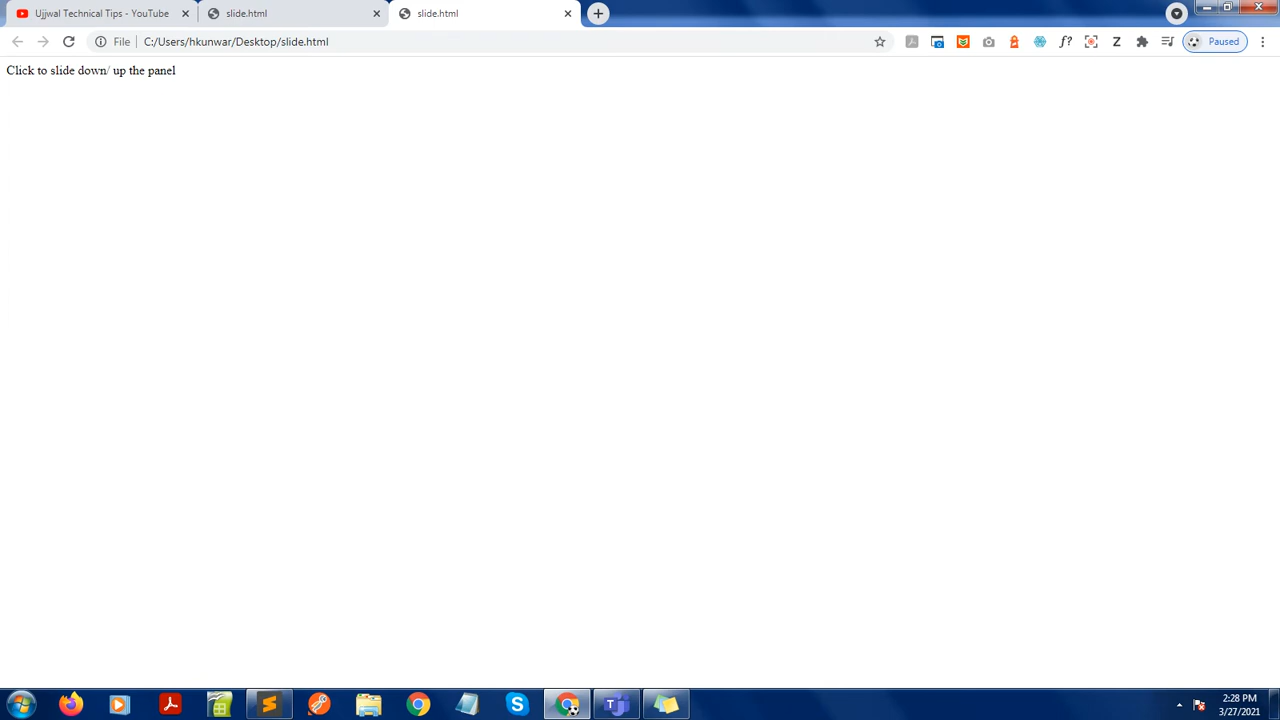 Ujjwal Technical Tips - YouTube
slide.html
slide.html
File
C:/Users/hkunwar/Desktop/slide.html
f?
Z
Paused
Click to slide down/ up the panel
2:28 PM
3/27/2021